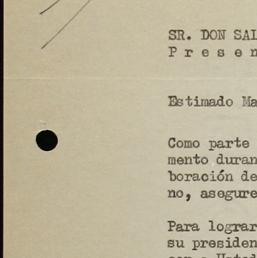 SR. DON SAL
P r e s e n
Estimado Ma
Como parte
mento duran
boración de
no, asegure
Para lograr
su presiden